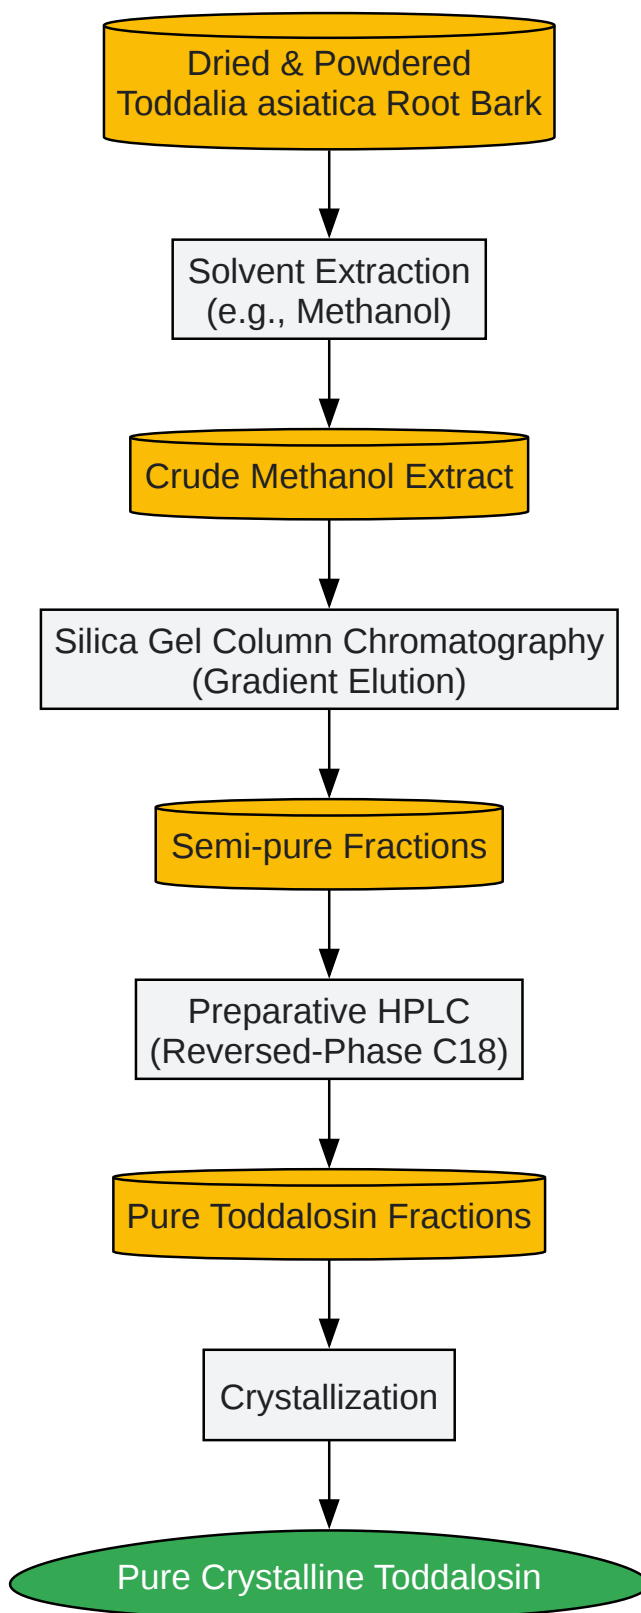 Dried & Powdered
Toddalia asiatica Root Bark
Solvent Extraction
(e.g., Methanol)
Crude Methanol Extract
Silica Gel Column Chromatography
(Gradient Elution)
Semi-pure Fractions
Preparative HPLC
(Reversed-Phase C18)
Pure Toddalosin Fractions
Crystallization
Pure Crystalline Toddalosin